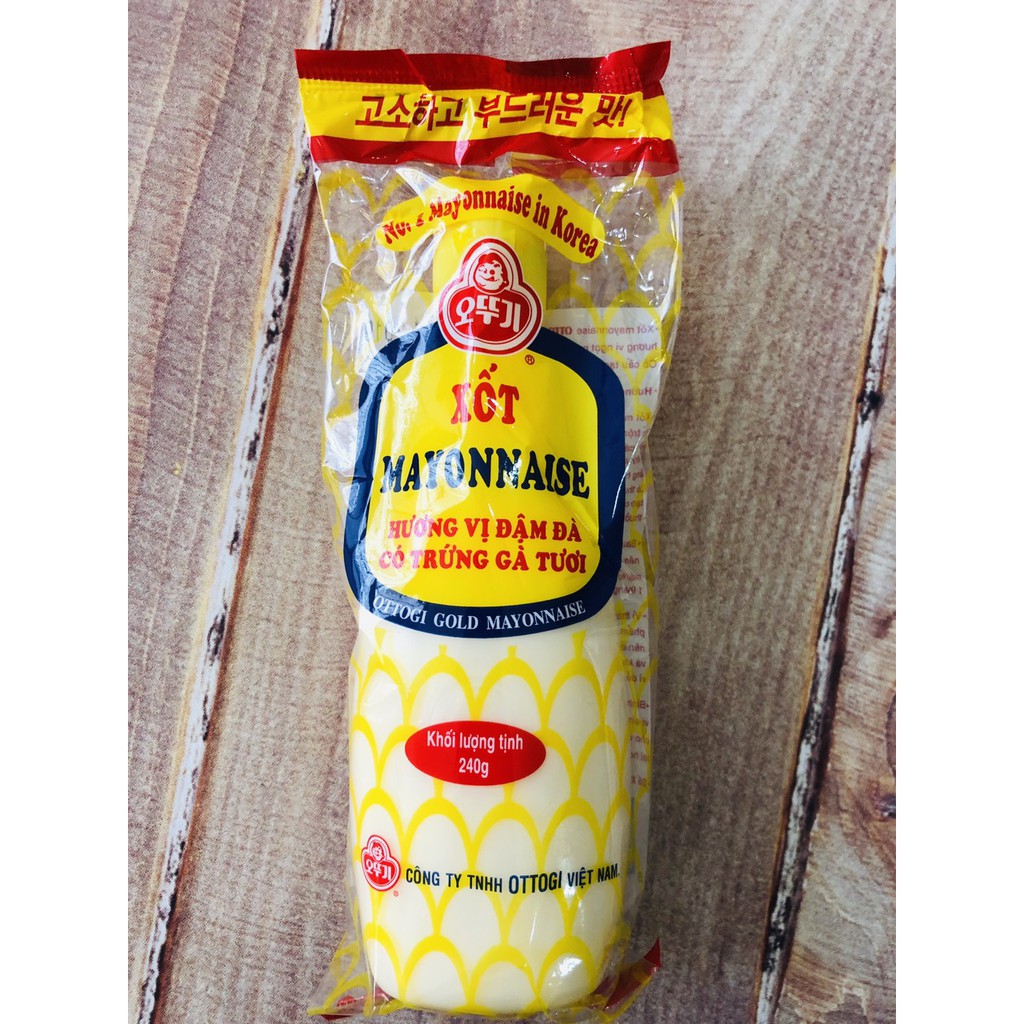 고소하고 부드러운 맛!
No. 1 Mayonnaise in Korea
오뚜기
®
XỐT
MAYONNAISE
HƯƠNG VỊ ĐẬM ĐÀ
CÓ TRỨNG GÀ TƯƠI
OTTOGI GOLD MAYONNAISE
Khối lượng tịnh
240g
오뚜기
®
CÔNG TY TNHH OTTOGI VIỆT NAM